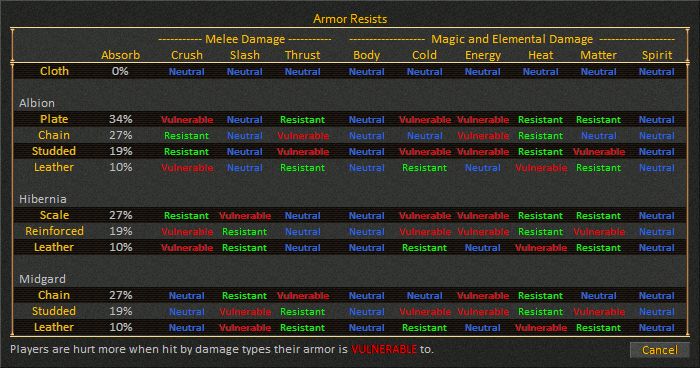 Armor Resists
----------- Melee Damage ----------- ------------------- Magic and Elemental Damage -------------------
Absorb Crush Slash Thrust Body Cold Energy Heat Matter Spirit
Cloth 0% Neutral Neutral Neutral Neutral Neutral Neutral Neutral Neutral Neutral
Albion
Plate 34% Vulnerable Neutral Resistant Neutral Vulnerable Vulnerable Resistant Resistant Neutral
Chain 27% Resistant Neutral Vulnerable Neutral Neutral Vulnerable Resistant Neutral Neutral
Studded 19% Resistant Neutral Vulnerable Neutral Vulnerable Vulnerable Resistant Vulnerable Neutral
Leather 10% Vulnerable Neutral Resistant Neutral Resistant Neutral Vulnerable Neutral Neutral
Hibernia
Scale 27% Resistant Vulnerable Neutral Neutral Vulnerable Vulnerable Resistant Resistant Neutral
Reinforced 19% Vulnerable Resistant Neutral Neutral Vulnerable Vulnerable Resistant Vulnerable Neutral
Leather 10% Vulnerable Neutral Resistant Neutral Resistant Neutral Vulnerable Resistant Neutral
Midgard
Chain 27% Neutral Resistant Vulnerable Neutral Neutral Vulnerable Resistant Neutral Neutral
Studded 19% Neutral Vulnerable Resistant Neutral Vulnerable Vulnerable Resistant Vulnerable Neutral
Leather 10% Neutral Vulnerable Resistant Neutral Resistant Neutral Vulnerable Resistant Neutral
Players are hurt more when hit by damage types their armor is VULNERABLE to. Cancel